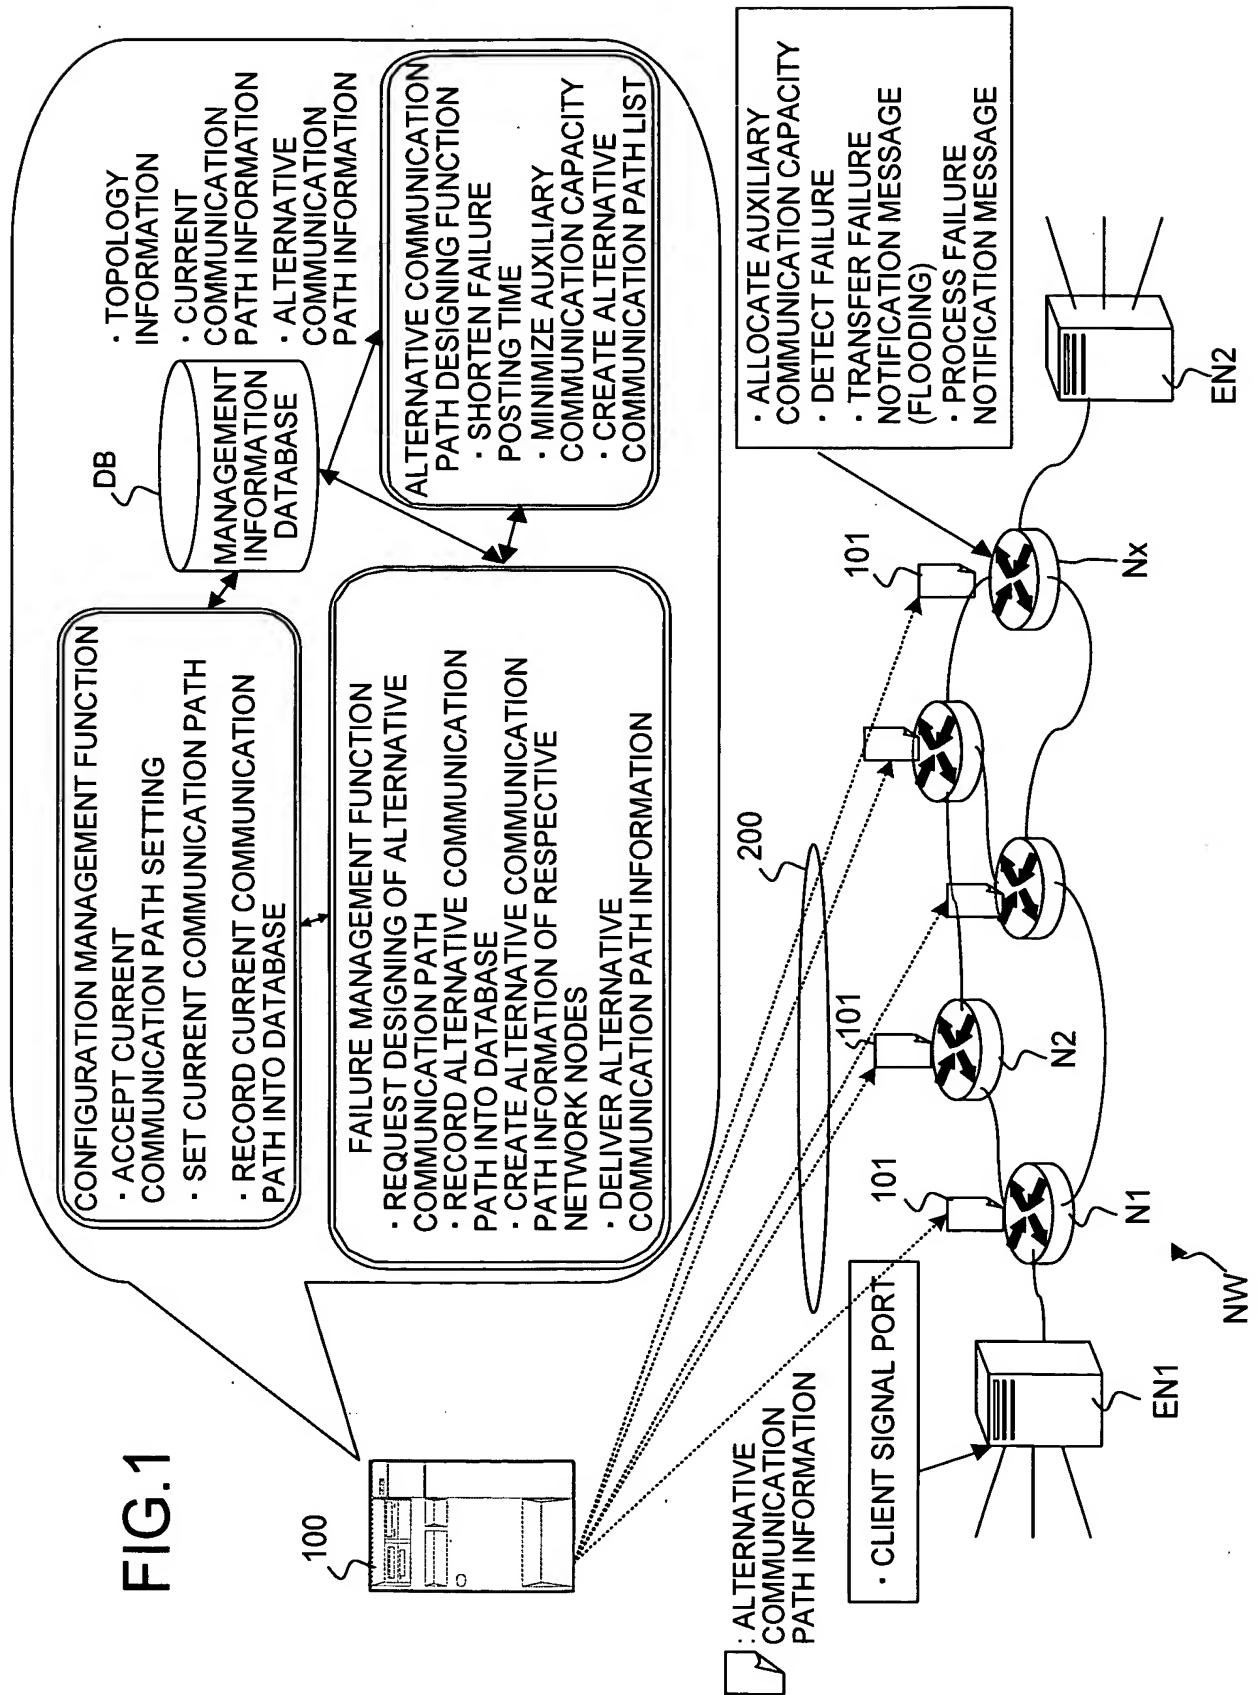 FIG.1
100
CONFIGURATION MANAGEMENT FUNCTION
· ACCEPT CURRENT
COMMUNICATION PATH SETTING
· SET CURRENT COMMUNICATION PATH
· RECORD CURRENT COMMUNICATION
PATH INTO DATABASE
DB
MANAGEMENT
INFORMATION
DATABASE
· TOPOLOGY
INFORMATION
· CURRENT
COMMUNICATION
PATH INFORMATION
· ALTERNATIVE
COMMUNICATION
PATH INFORMATION
FAILURE MANAGEMENT FUNCTION
· REQUEST DESIGNING OF ALTERNATIVE
COMMUNICATION PATH
· RECORD ALTERNATIVE COMMUNICATION
PATH INTO DATABASE
· CREATE ALTERNATIVE COMMUNICATION
PATH INFORMATION OF RESPECTIVE
NETWORK NODES
· DELIVER ALTERNATIVE
COMMUNICATION PATH INFORMATION
ALTERNATIVE COMMUNICATION
PATH DESIGNING FUNCTION
· SHORTEN FAILURE
POSTING TIME
· MINIMIZE AUXILIARY
COMMUNICATION CAPACITY
· CREATE ALTERNATIVE
COMMUNICATION PATH LIST
: ALTERNATIVE
COMMUNICATION
PATH INFORMATION
· CLIENT SIGNAL PORT
200
101
101
101
· ALLOCATE AUXILIARY
COMMUNICATION CAPACITY
· DETECT FAILURE
· TRANSFER FAILURE
NOTIFICATION MESSAGE
(FLOODING)
· PROCESS FAILURE
NOTIFICATION MESSAGE
EN1
N1
N2
Nx
EN2
NW